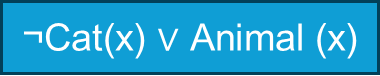 ¬Cat(x) ∨ Animal (x)